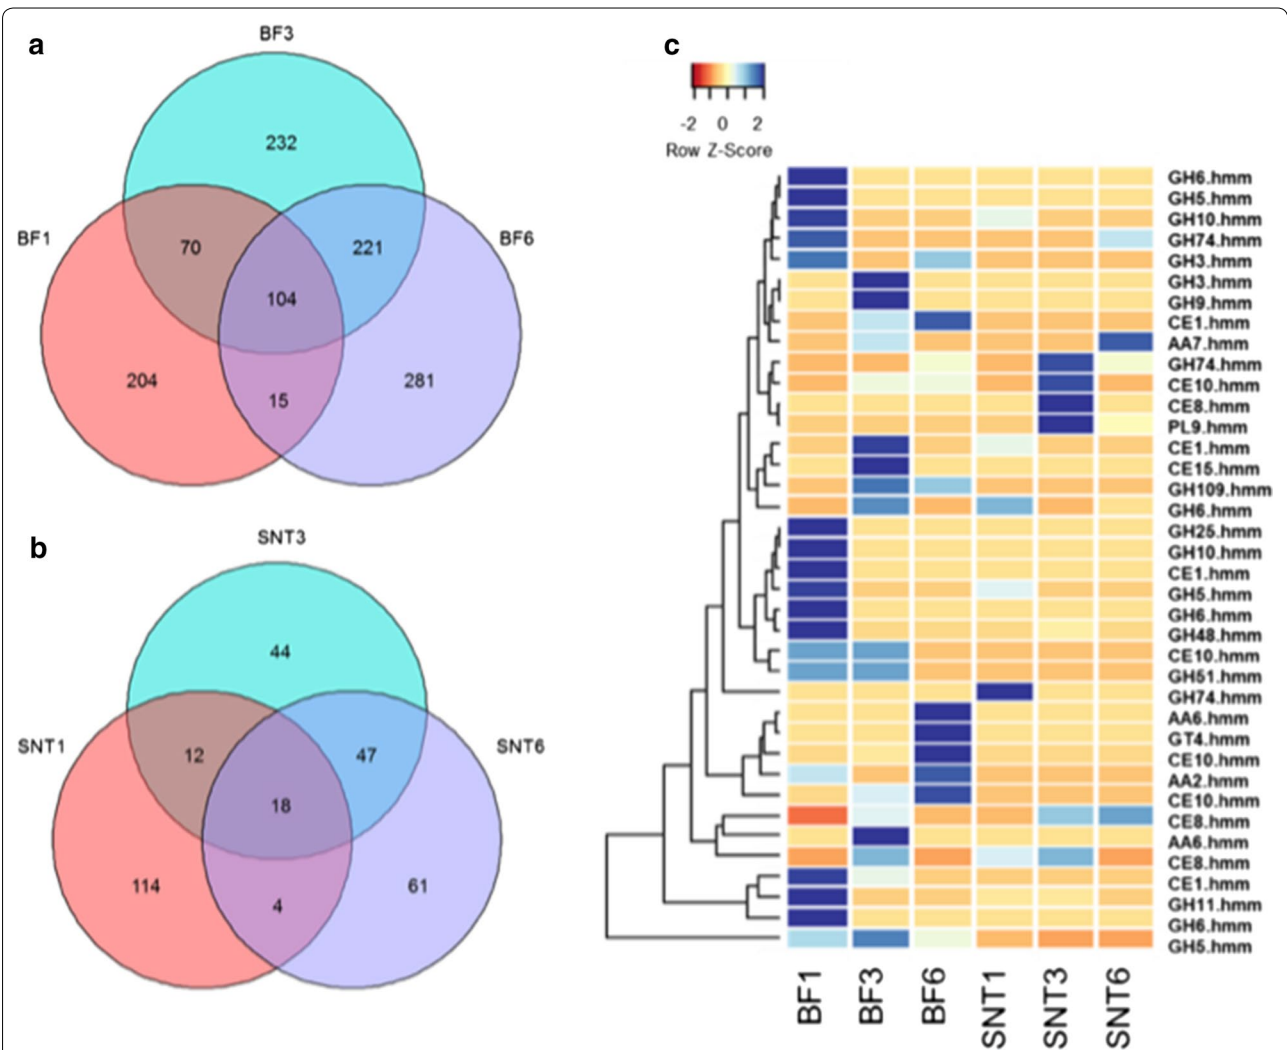 a
BF3
232
BF1
BF6
70
221
104
204
15
281
b
SNT3
44
SNT1
SNT6
12
47
18
114
4
61
c
-2 0 2
Row Z-Score
GH6.hmm
GH5.hmm
GH10.hmm
GH74.hmm
GH3.hmm
GH3.hmm
GH9.hmm
CE1.hmm
AA7.hmm
GH74.hmm
CE10.hmm
CE8.hmm
PL9.hmm
CE1.hmm
CE15.hmm
GH109.hmm
GH6.hmm
GH25.hmm
GH10.hmm
CE1.hmm
GH5.hmm
GH6.hmm
GH48.hmm
CE10.hmm
GH51.hmm
GH74.hmm
AA6.hmm
GT4.hmm
CE10.hmm
AA2.hmm
CE10.hmm
CE8.hmm
AA6.hmm
CE8.hmm
CE1.hmm
GH11.hmm
GH6.hmm
GH5.hmm
BF1
BF3
BF6
SNT1
SNT3
SNT6